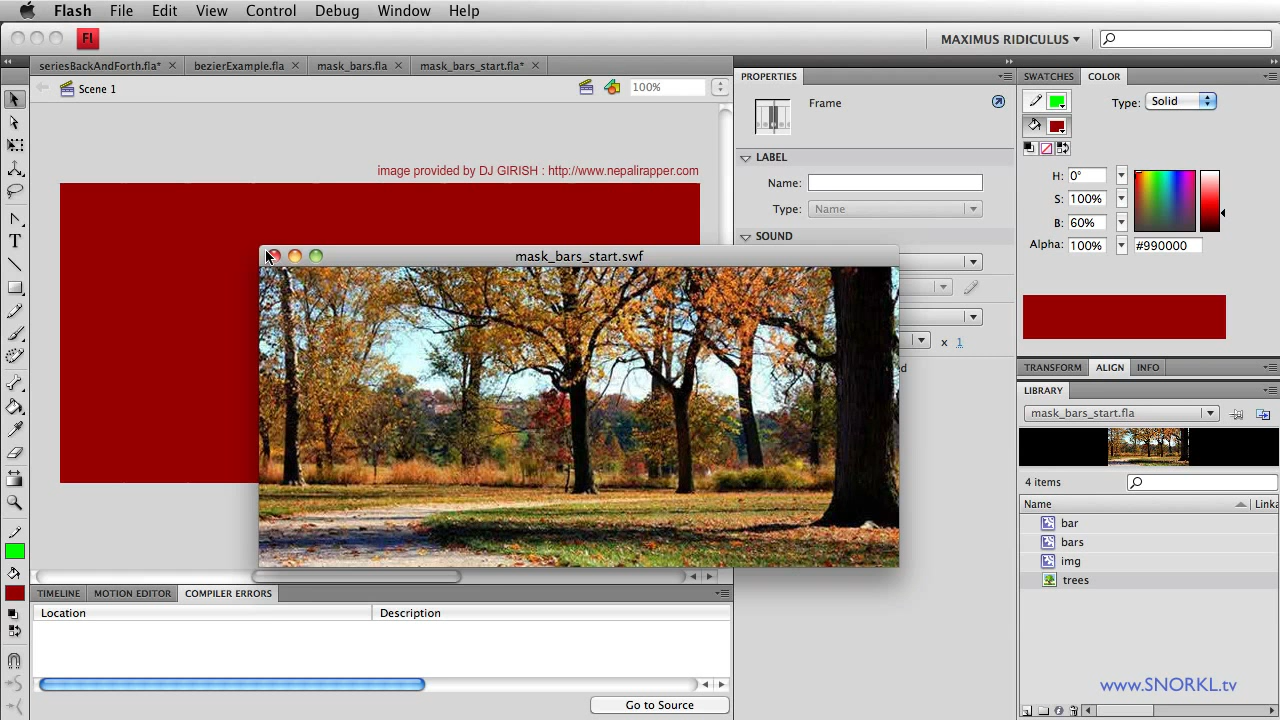 Flash File Edit View Control Debug Window Help
Fl MAXIMUS RIDICULUS
seriesBackAndForth.fla* bezierExample.fla mask_bars.fla mask_bars_start.fla*
Scene 1 100%
image provided by DJ GIRISH : http://www.nepalirapper.com
mask_bars_start.swf
T
TIMELINE MOTION EDITOR COMPILER ERRORS
Location Description
Go to Source
PROPERTIES
Frame
LABEL
Name:
Type: Name
SOUND
x 1
d
SWATCHES COLOR
Type: Solid
H: 0°
S: 100%
B: 60%
Alpha: 100% #990000
TRANSFORM ALIGN INFO
LIBRARY
mask_bars_start.fla
4 items
Name Linka
bar
bars
img
trees
www.SNORKL.tv